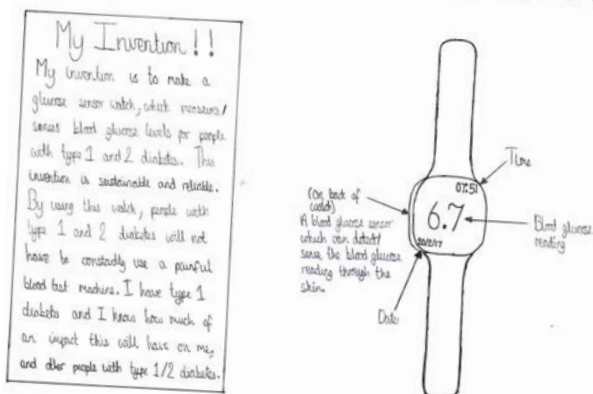 My Invention!!
My invention is to make a
glucose sensor watch, which measures/
senses blood glucose levels for people
with type 1 and 2 diabetes. This
invention is sustainable and reliable.
By using this watch, people with
type 1 and 2 diabetes will not
have to constadly use a painful
blood test machine. I have type 1
diabetes and I know how much of
an impact this will have on me,
and other people with type 1/2 diabetes.
(On back of
watch)
A blood glucose sensor
which can detect/
sense the blood glucose
reading through the
skin.
Date
07:51
6.7
Time
Blood glucose
reading